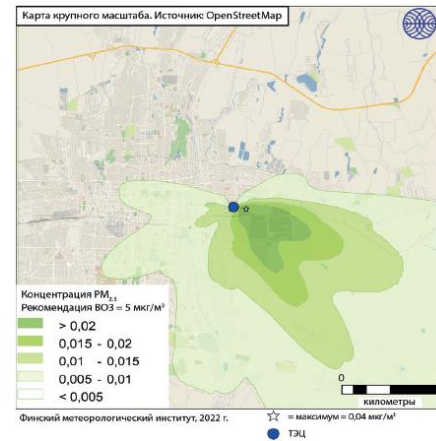 Карта крупного масштаба. Источник: OpenStreetMap
Концентрация PM2.5
Рекомендация ВОЗ = 5 мкг/м³
> 0,02
0,015 - 0,02
0,01 - 0,015
0,005 - 0,01
< 0,005
0
километры
Финский метеорологический институт, 2022 г.
= максимум = 0,04 мкг/м³
ТЭЦ